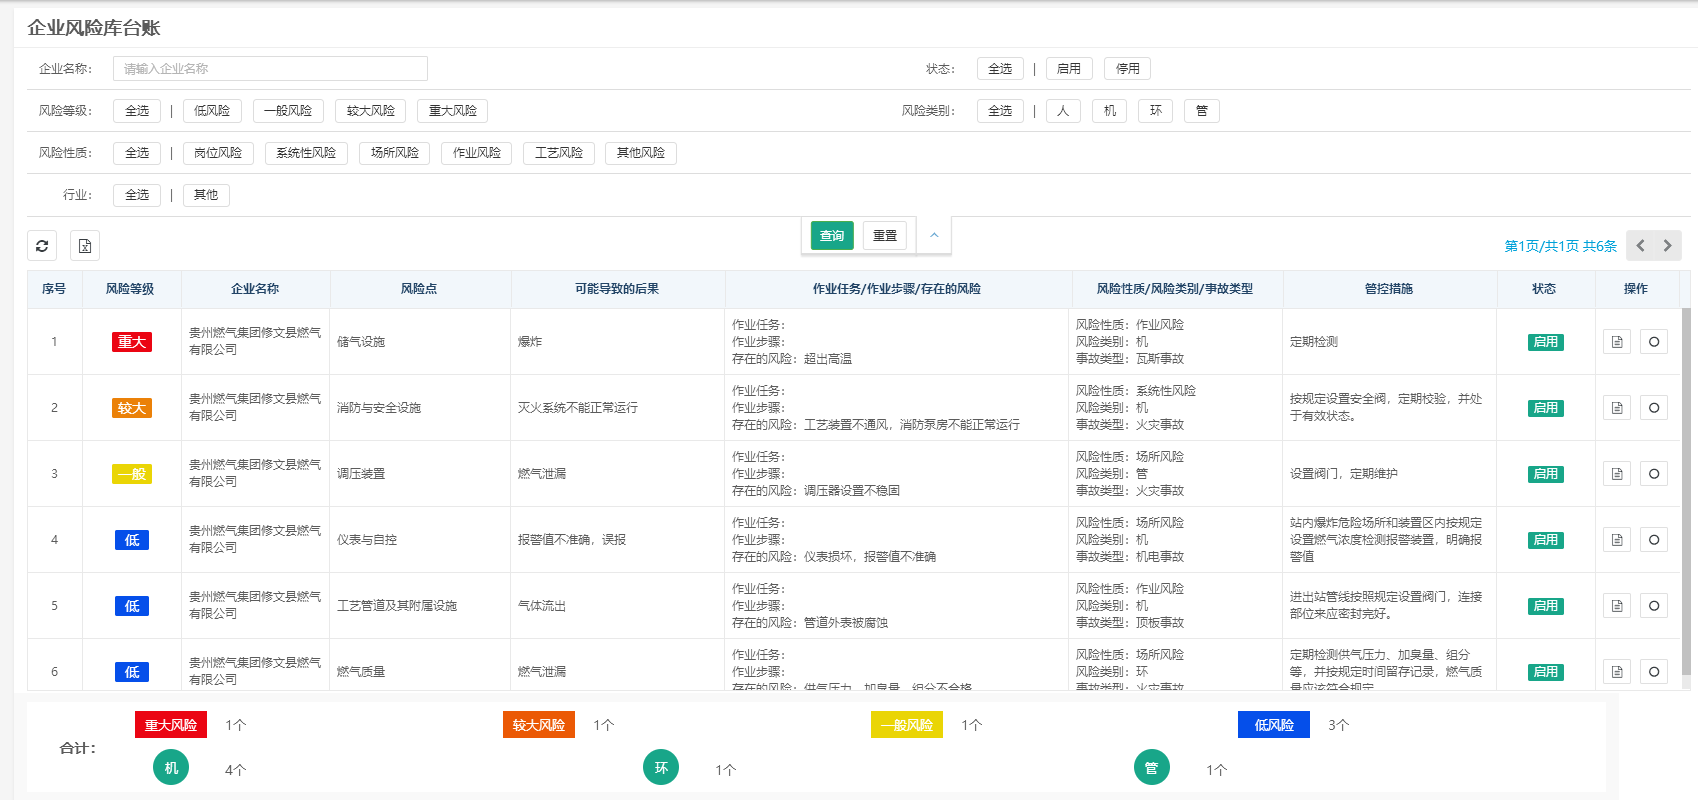 企业风险库台账
企业名称： 请输入企业名称 状态： 全选 | 启用 停用
风险等级： 全选 | 低风险 一般风险 较大风险 重大风险 风险类别： 全选 | 人 机 环 管
风险性质： 全选 | 岗位风险 系统性风险 场所风险 作业风险 工艺风险 其他风险
行业： 全选 | 其他
查询 重置
第1页/共1页 共6条
序号 风险等级 企业名称 风险点 可能导致的后果 作业任务/作业步骤/存在的风险 风险性质/风险类别/事故类型 管控措施 状态 操作
1 重大 贵州燃气集团修文县燃气
有限公司
储气设施 爆炸
作业任务：
作业步骤：
存在的风险：超出高温
风险性质：作业风险
风险类别：机
事故类型：瓦斯事故
定期检测 启用
2 较大 贵州燃气集团修文县燃气
有限公司
消防与安全设施 灭火系统不能正常运行
作业任务：
作业步骤：
存在的风险：工艺装置不通风，消防泵房不能正常运行
风险性质：系统性风险
风险类别：机
事故类型：火灾事故
按规定设置安全阀，定期校验，并处
于有效状态。
启用
3 一般 贵州燃气集团修文县燃气
有限公司
调压装置 燃气泄漏
作业任务：
作业步骤：
存在的风险：调压器设置不稳固
风险性质：场所风险
风险类别：管
事故类型：火灾事故
设置阀门，定期维护 启用
4 低 贵州燃气集团修文县燃气
有限公司
仪表与自控 报警值不准确，误报
作业任务：
作业步骤：
存在的风险：仪表损坏，报警值不准确
风险性质：场所风险
风险类别：机
事故类型：机电事故
站内爆炸危险场所和装置区内按规定
设置燃气浓度检测报警装置，明确报
警值
启用
5 低 贵州燃气集团修文县燃气
有限公司
工艺管道及其附属设施 气体流出
作业任务：
作业步骤：
存在的风险：管道外表被腐蚀
风险性质：作业风险
风险类别：机
事故类型：顶板事故
进出站管线按照规定设置阀门，连接
部位来应密封完好。
启用
6 低 贵州燃气集团修文县燃气
有限公司
燃气质量 燃气泄漏
作业任务：
作业步骤：
存在的风险：供气压力、加臭量、组分不合格
风险性质：场所风险
风险类别：环
事故类型：火灾事故
定期检测供气压力、加臭量、组分
等，并按规定时间留存记录，燃气质
量应该符合规定
启用
合计：
重大风险 1个 较大风险 1个 一般风险 1个 低风险 3个
机 4个 环 1个 管 1个